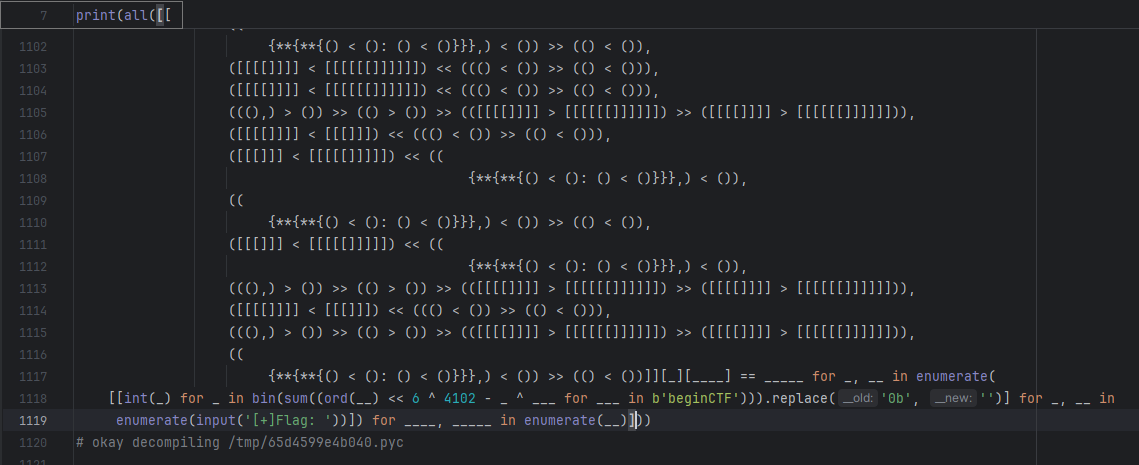 7 print(all([[
1102 {**{**{() < (): () < ()}}},) < ()) >> (() < ()),
1103 ([[[[]]]] < [[[[[[]]]]]]) << ((() < ()) >> (() < ())),
1104 ([[[[]]]] < [[[[[[]]]]]]) << ((() < ()) >> (() < ())),
1105 (((),) > ()) >> (() > ()) >> (([[[[]]]] > [[[[[[]]]]]]) >> ([[[[]]]] > [[[[[[]]]]]])),
1106 ([[[[]]]] < [[[]]]) << ((() < ()) >> (() < ())),
1107 ([[[]]] < [[[[[]]]]]) << ((
1108 {**{**{() < (): () < ()}}},) < ()),
1109 ((
1110 {**{**{() < (): () < ()}}},) < ()) >> (() < ()),
1111 ([[[]]] < [[[[[]]]]]) << ((
1112 {**{**{() < (): () < ()}}},) < ()),
1113 (((),) > ()) >> (() > ()) >> (([[[[]]]] > [[[[[[]]]]]]) >> ([[[[]]]] > [[[[[[]]]]]])),
1114 ([[[[]]]] < [[[]]]) << ((() < ()) >> (() < ())),
1115 (((),) > ()) >> (() > ()) >> (([[[[]]]] > [[[[[[]]]]]]) >> ([[[[]]]] > [[[[[[]]]]]])),
1116 ((
1117 {**{**{() < (): () < ()}}},) < ()) >> (() < ())]][_][____] == _____ for _, __ in enumerate(
1118 [[int(_) for _ in bin(sum((ord(__) << 6 ^ 4102 - _ ^ ___ for ___ in b'beginCTF'))).replace( __old: '0b', __new: '')] for _, __ in
1119 enumerate(input('[+]Flag: '))]) for ____, _____ in enumerate(__)]))
1120 # okay decompiling /tmp/65d4599e4b040.pyc
1121